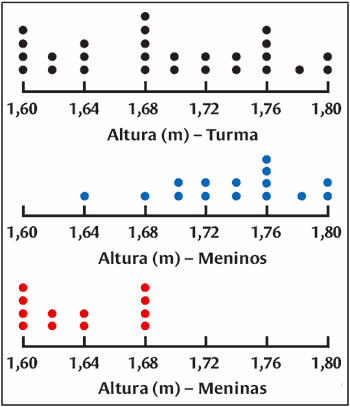 1,60 1,64 1,68 1,72 1,76 1,80
Altura (m) – Turma
1,60 1,64 1,68 1,72 1,76 1,80
Altura (m) – Meninos
1,60 1,64 1,68 1,72 1,76 1,80
Altura (m) – Meninas